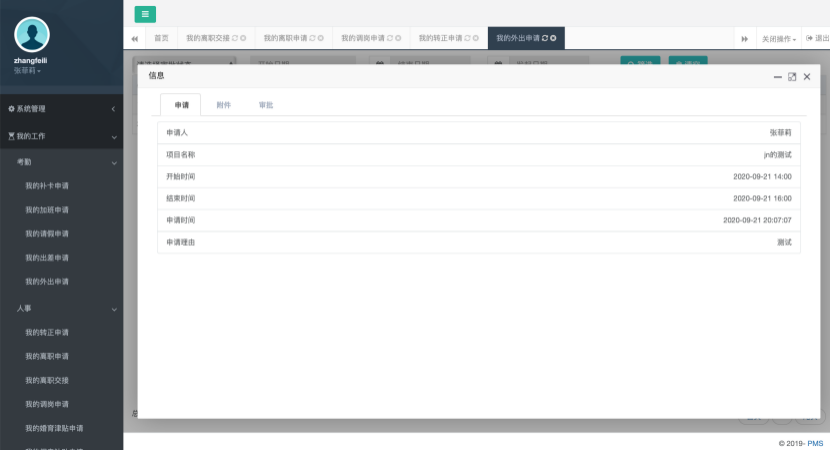 zhangfeili
张菲莉
系统管理
我的工作
考勤
我的补卡申请
我的加班申请
我的请假申请
我的出差申请
我的外出申请
人事
我的转正申请
我的离职申请
我的离职交接
我的调岗申请
我的婚育津贴申请
首页 我的离职交接 我的离职申请 我的调岗申请 我的转正申请 我的外出申请 关闭操作 退出
信息
申请 附件 审批
申请人 张菲莉
项目名称 jn的测试
开始时间 2020-09-21 14:00
结束时间 2020-09-21 16:00
申请时间 2020-09-21 20:07:07
申请理由 测试
© 2019- PMS